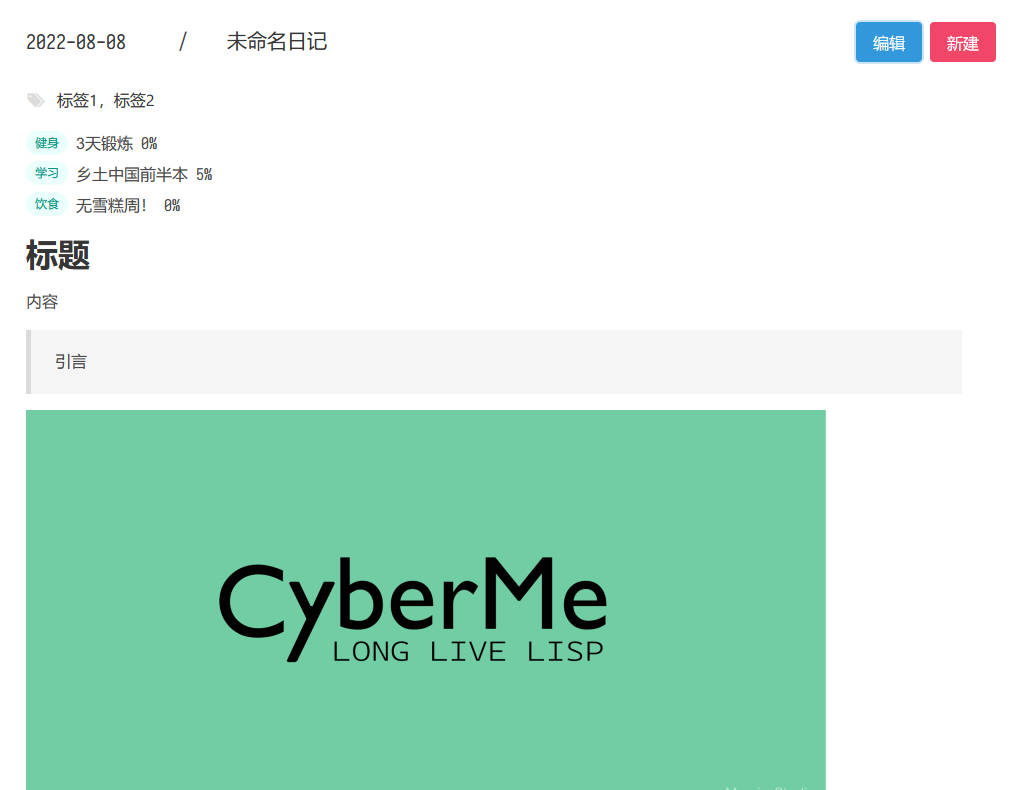 2022-08-08 / 未命名日记 编辑 新建
标签1，标签2
健身 3天锻炼 0%
学习 乡土中国前半本 5%
饮食 无雪糕周！ 0%
标题
内容
引言
CyberMe
LONG LIVE LISP